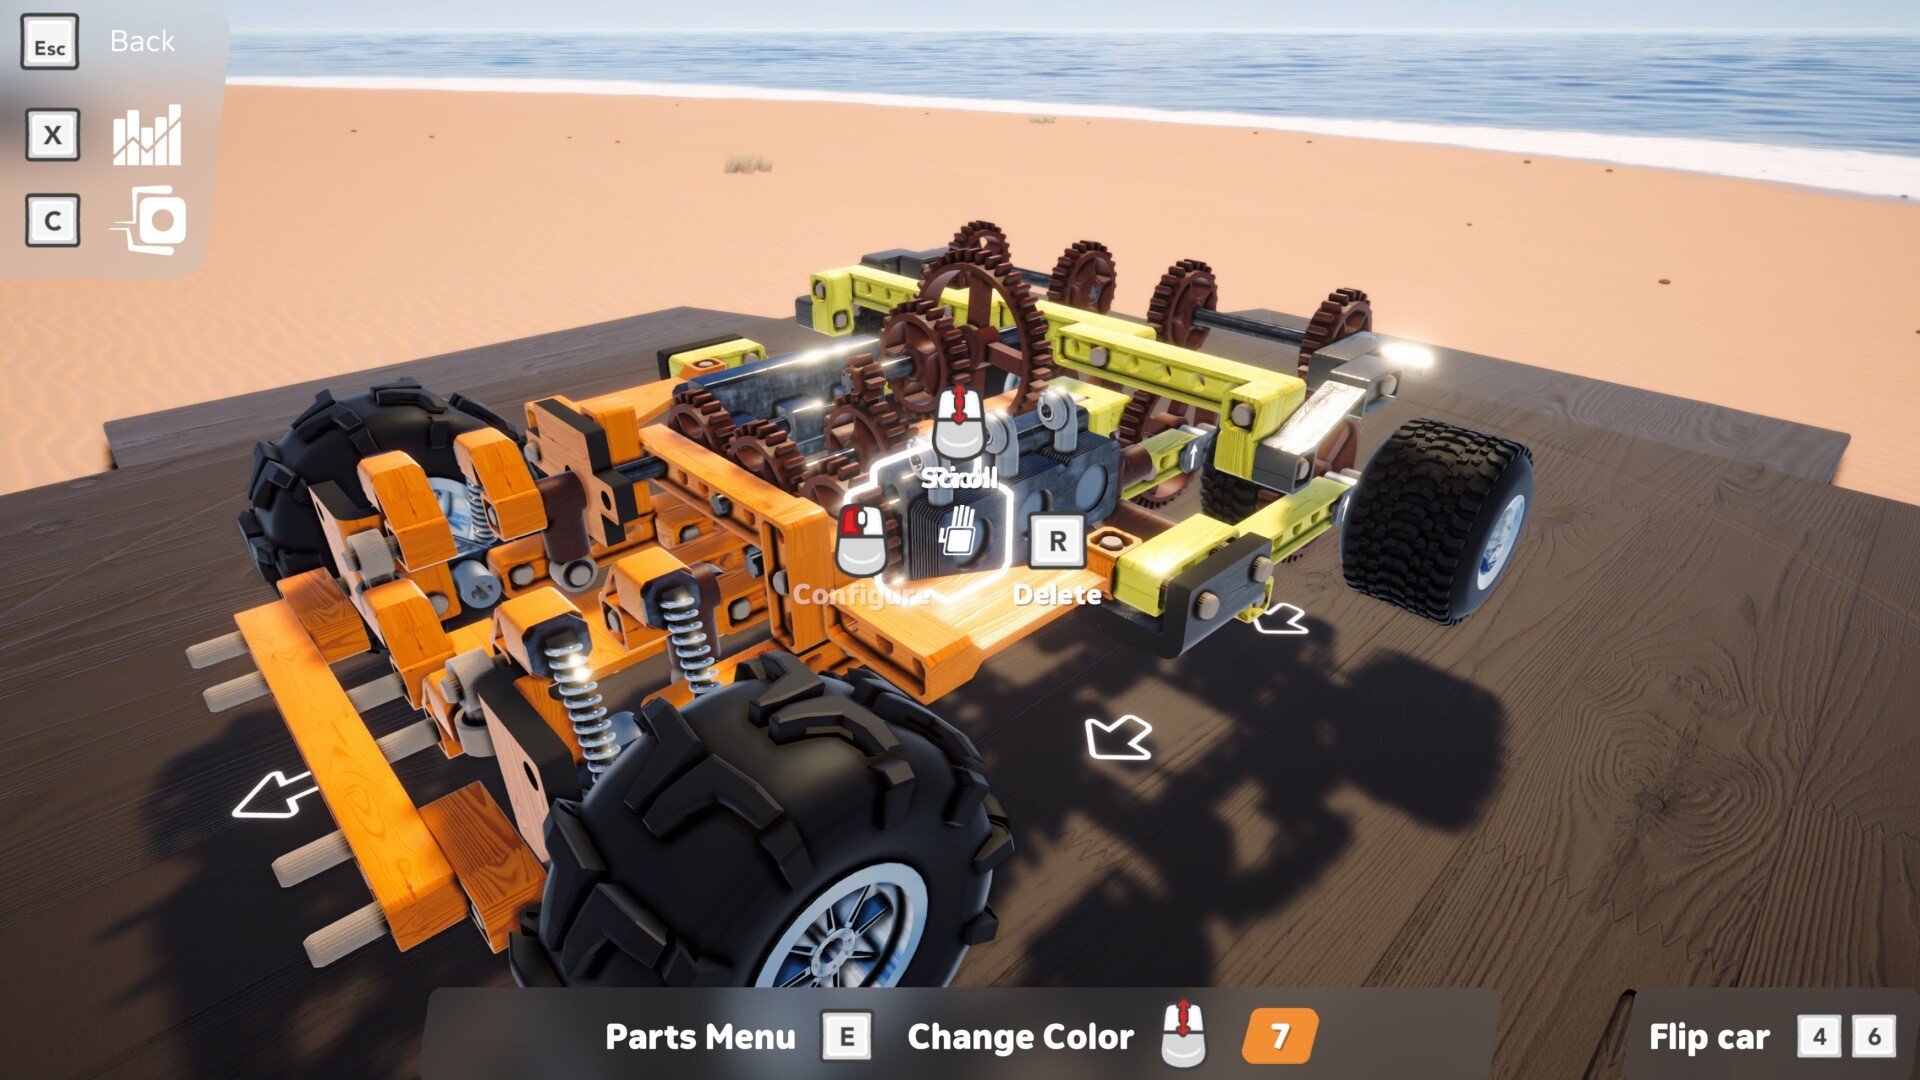 Esc Back
X
C
Scroll
R
Configure Delete
Parts Menu E Change Color 7
Flip car 4 6